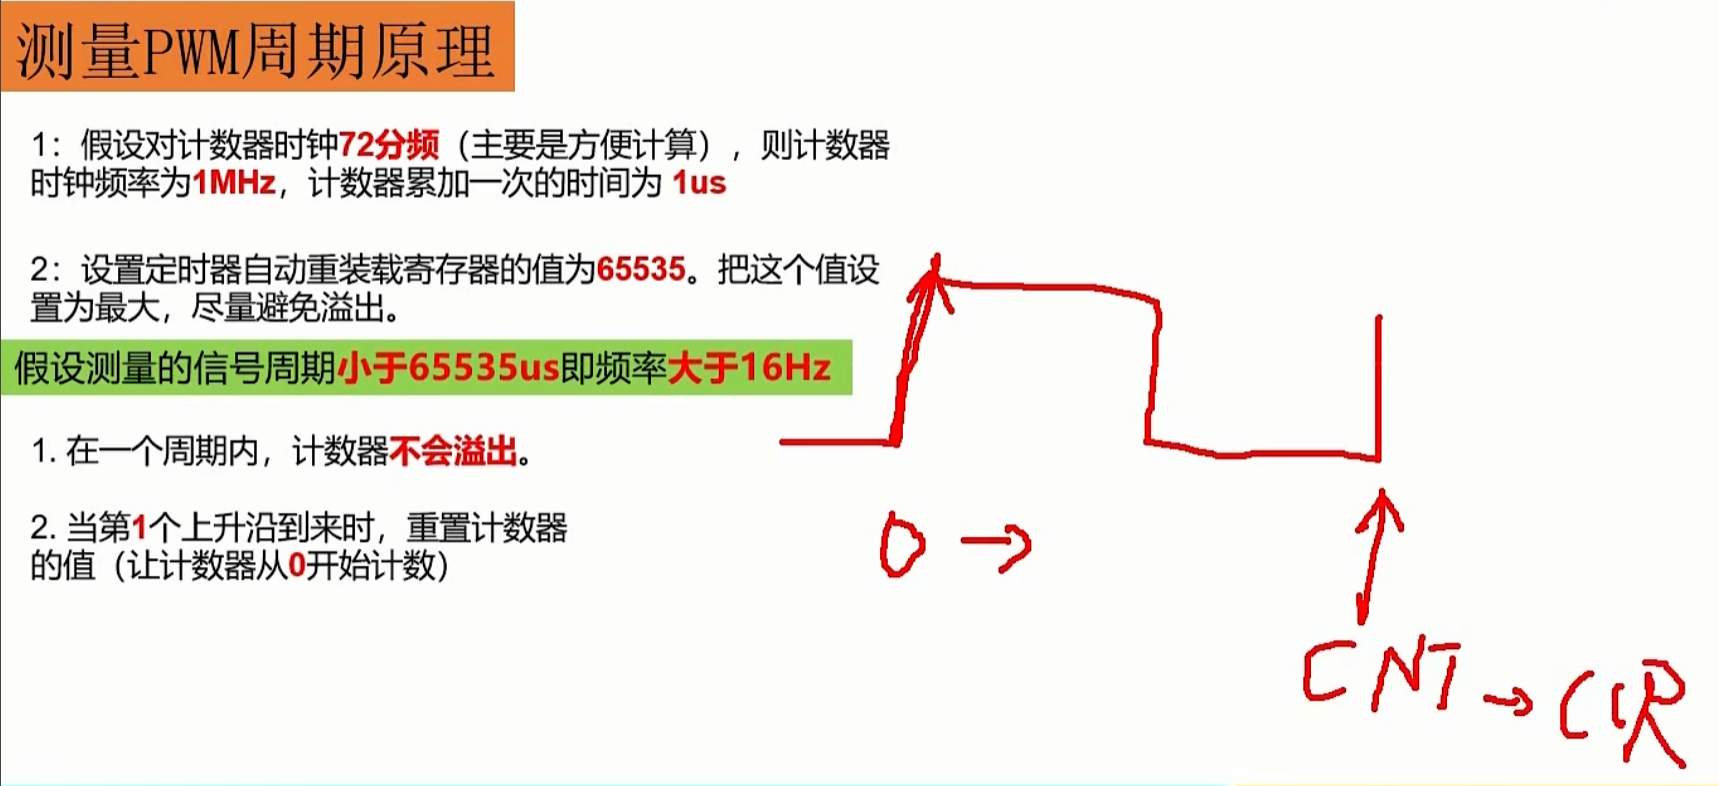 测量PWM周期原理
1：假设对计数器时钟72分频（主要是方便计算），则计数器
时钟频率为1MHz，计数器累加一次的时间为 1us
2：设置定时器自动重装载寄存器的值为65535。把这个值设
置为最大，尽量避免溢出。
假设测量的信号周期小于65535us即频率大于16Hz
1. 在一个周期内，计数器不会溢出。
2. 当第1个上升沿到来时，重置计数器
的值（让计数器从0开始计数）
0 →
CNT → CCR